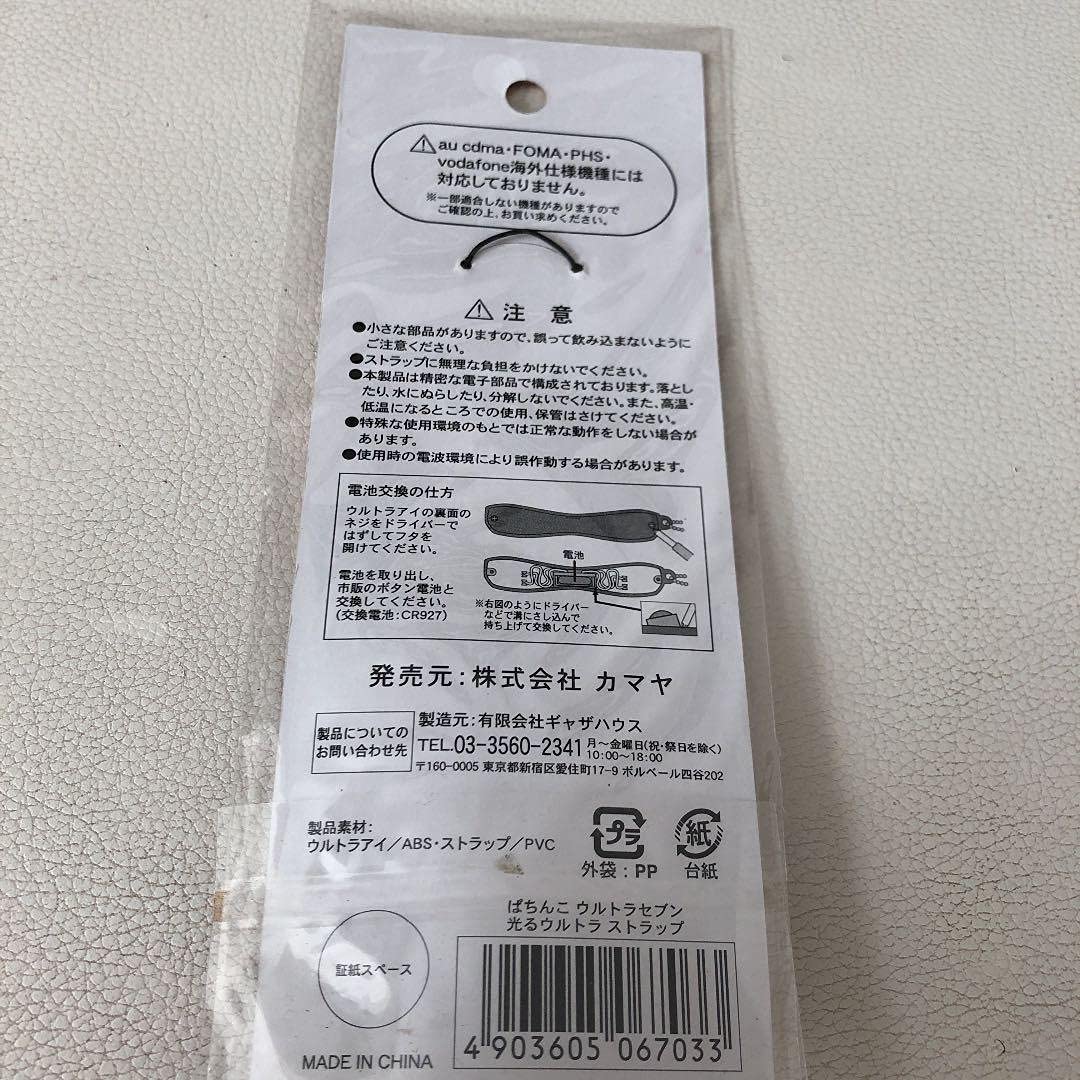 ⚠au cdma・FOMA・PHS・
vodafone海外仕様機種には
対応しておりません。
※一部適合しない機種がありますので
ご確認の上、お買い求めください。
⚠注 意
●小さな部品がありますので、誤って飲み込まないように
ご注意ください。
●ストラップに無理な負担をかけないでください。
●本製品は精密な電子部品で構成されております。落とし
たり、水にぬらしたり、分解しないでください。また、高温・
低温になるところでの使用、保管はさけてください。
●特殊な使用環境のもとでは正常な動作をしない場合が
あります。
●使用時の電波環境により誤作動する場合があります。
電池交換の仕方
ウルトラアイの裏面の
ネジをドライバーで
はずしてフタを
開けてください。
電池を取り出し、
市販のボタン電池と
交換してください。
(交換電池:CR927)
電池
※右図のようにドライバー
などで溝にさし込んで
持ち上げて交換してください。
発売元:株式会社 カマヤ
製品についての
お問い合わせ先
製造元:有限会社ギャザハウス
TEL.03-3560-2341 月~金曜日(祝・祭日を除く)
10:00~18:00
〒160-0005 東京都新宿区愛住町17-9 ボルベール四谷202
製品素材:
ウルトラアイ/ABS・ストラップ/PVC
プラ
外袋:PP
紙
台紙
ぱちんこ ウルトラセブン
光るウルトラ ストラップ
証紙スペース
4 903605 067033
MADE IN CHINA